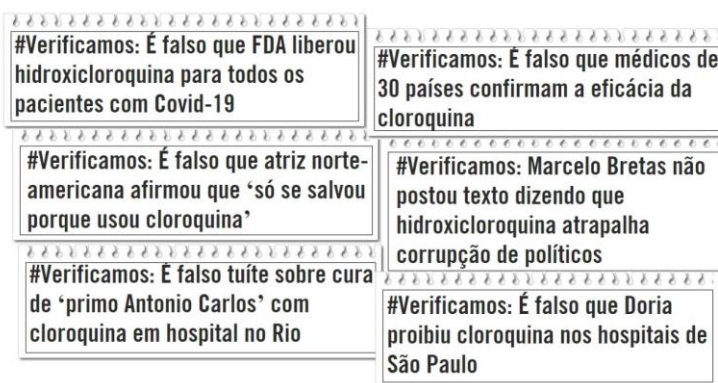 #Verificamos: É falso que FDA liberou
hidroxicloroquina para todos os
pacientes com Covid-19
#Verificamos: É falso que médicos de
30 países confirmam a eficácia da
cloroquina
#Verificamos: É falso que atriz norte-
americana afirmou que ‘só se salvou
porque usou cloroquina’
#Verificamos: Marcelo Bretas não
postou texto dizendo que
hidroxicloroquina atrapalha
corrupção de políticos
#Verificamos: É falso tuíte sobre cura
de ‘primo Antonio Carlos’ com
cloroquina em hospital no Rio
#Verificamos: É falso que Doria
proibiu cloroquina nos hospitais de
São Paulo